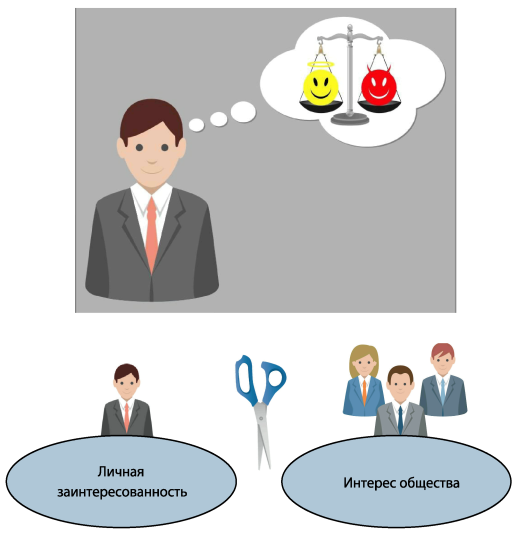 Личная
заинтересованность
Интерес общества